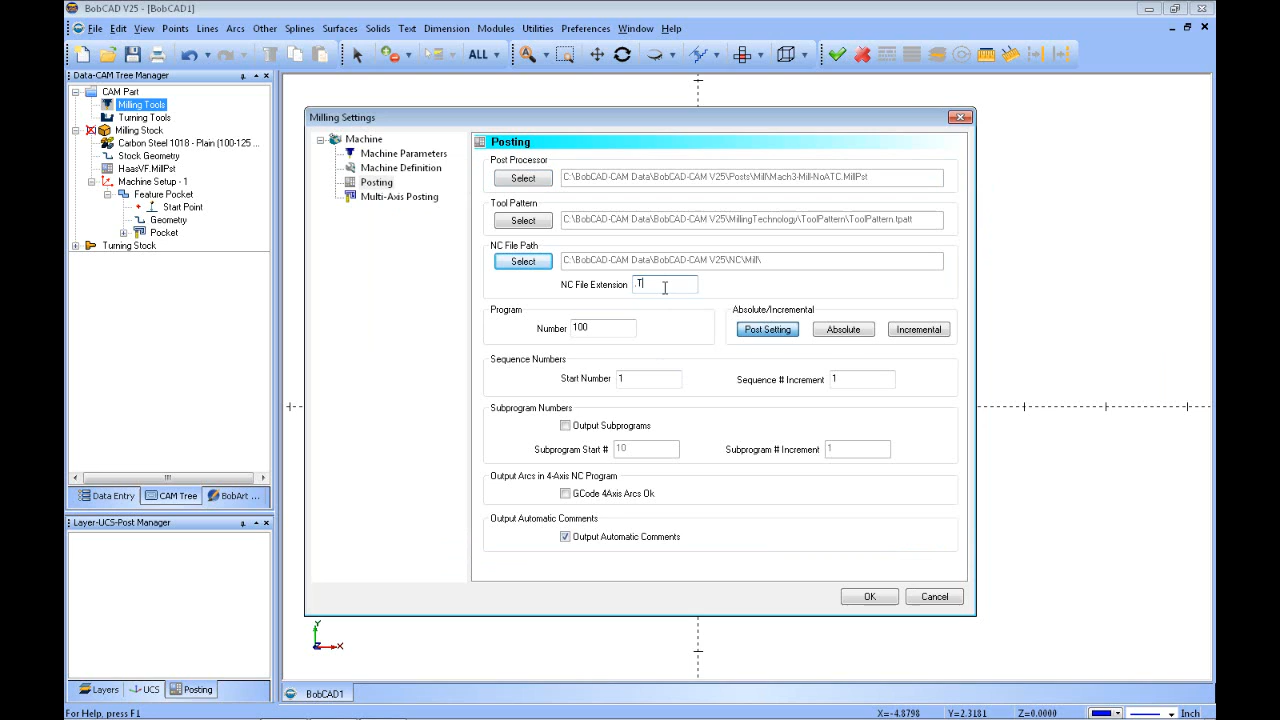 BobCAD V25 - [BobCAD1]
File Edit View Points Lines Arcs Other Splines Surfaces Solids Text Dimension Modules Utilities Preferences Window Help
ALL
Data-CAM Tree Manager
CAM Part
Milling Tools
Turning Tools
Milling Stock
Carbon Steel 1018 - Plain (100-125 ...
Stock Geometry
HaasVF.MillPst
Machine Setup - 1
Feature Pocket
Start Point
Geometry
Pocket
Turning Stock
Data Entry CAM Tree BobArt ...
Layer-UCS-Post Manager
Layers UCS Posting
Milling Settings
Machine
Machine Parameters
Machine Definition
Posting
Multi-Axis Posting
Posting
Post Processor
Select C:\BobCAD-CAM Data\BobCAD-CAM V25\Posts\Mill\Mach3-Mill-NoATC.MillPst
Tool Pattern
Select C:\BobCAD-CAM Data\BobCAD-CAM V25\MillingTechnology\ToolPattern\ToolPattern.tpatt
NC File Path
Select C:\BobCAD-CAM Data\BobCAD-CAM V25\NC\Mill\
NC File Extension .T
Program
Number 100
Absolute/Incremental
Post Setting Absolute Incremental
Sequence Numbers
Start Number 1 Sequence # Increment 1
Subprogram Numbers
Output Subprograms
Subprogram Start # 10 Subprogram # Increment 1
Output Arcs in 4-Axis NC Program
GCode 4Axis Arcs Ok
Output Automatic Comments
Output Automatic Comments
OK Cancel
Y
Z X
BobCAD1
For Help, press F1 X=-4.8798 Y=2.3181 Z=0.0000 Inch